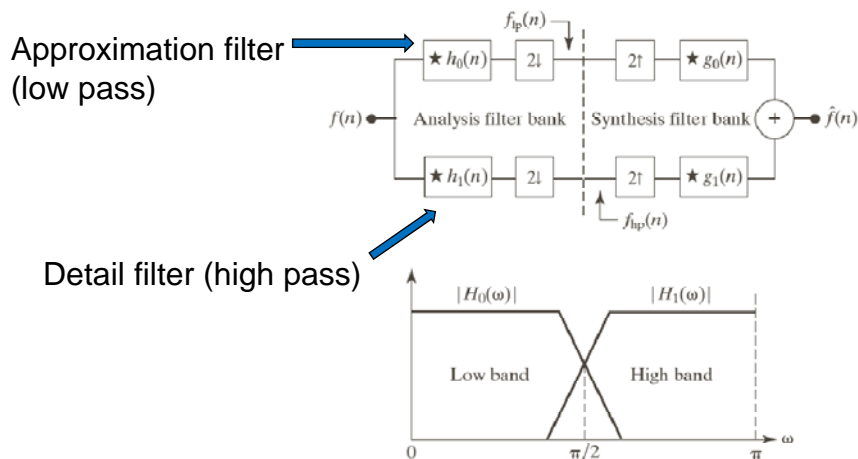 Approximation filter
(low pass)
f_lp(n)
★ h₀(n)
2↓
2↑
★ g₀(n)
f(n)
Analysis filter bank
Synthesis filter bank
+
f̂(n)
★ h₁(n)
2↓
2↑
★ g₁(n)
f_hp(n)
Detail filter (high pass)
|H₀(ω)|
|H₁(ω)|
Low band
High band
0
π/2
π
ω